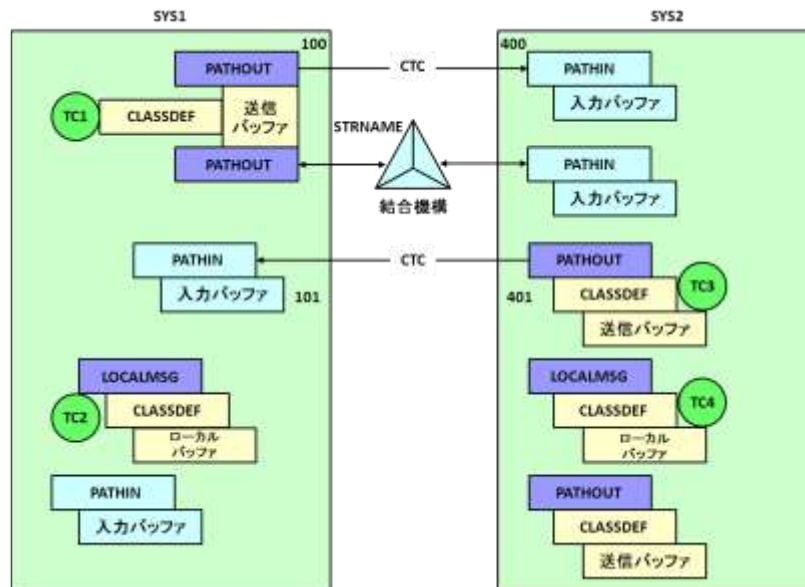 SYS1
SYS2
100
400
PATHOUT
CTC
PATHIN
入力バッファ
TC1
CLASSDEF
送信
バッファ
STRNAME
PATHOUT
PATHIN
入力バッファ
結合機構
PATHIN
入力バッファ
101
CTC
PATHOUT
401
CLASSDEF
TC3
送信バッファ
LOCALMSG
TC2
CLASSDEF
ローカル
バッファ
LOCALMSG
CLASSDEF
TC4
ローカル
バッファ
PATHIN
入力バッファ
PATHOUT
CLASSDEF
送信バッファ